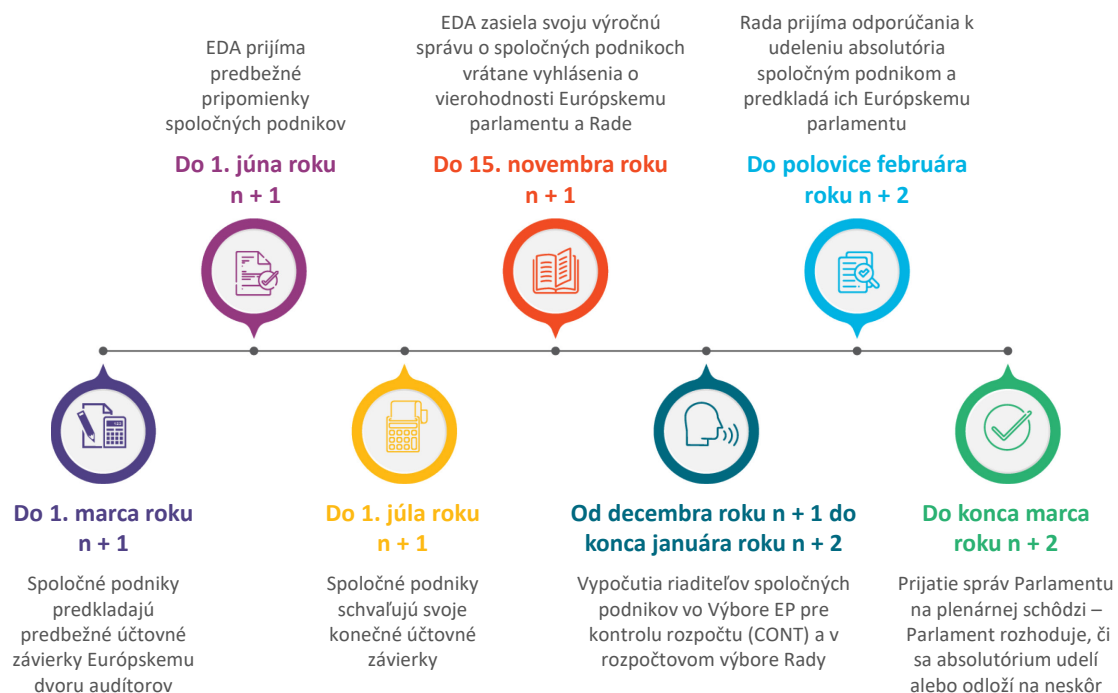 EDA prijíma
predbežné
pripomienky
spoločných podnikov
Do 1. júna roku
n + 1
EDA zasiela svoju výročnú
správu o spoločných podnikoch
vrátane vyhlásenia o
vierohodnosti Európskemu
parlamentu a Rade
Do 15. novembra roku
n + 1
Rada prijíma odporúčania k
udeleniu absolutória
spoločným podnikom a
predkladá ich Európskemu
parlamentu
Do polovice februára
roku n + 2
Do 1. marca roku
n + 1
Spoločné podniky
predkladajú
predbežné účtovné
závierky Európskemu
dvoru audítorov
Do 1. júla roku
n + 1
Spoločné podniky
schvaľujú svoje
konečné účtovné
závierky
Od decembra roku n + 1 do
konca januára roku n + 2
Vypočutia riaditeľov spoločných
podnikov vo Výbore EP pre
kontrolu rozpočtu (CONT) a v
rozpočtovom výbore Rady
Do konca marca
roku n + 2
Prijatie správ Parlamentu
na plenárnej schôdzi –
Parlament rozhoduje, či
sa absolutórium udelí
alebo odloží na neskôr